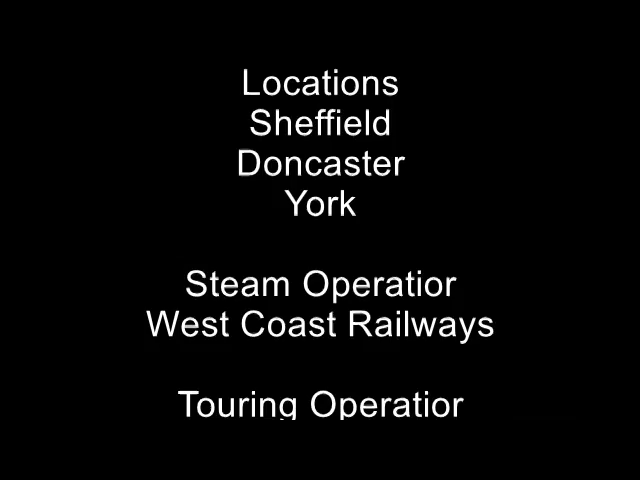 Locations
Sheffield
Doncaster
York
Steam Operatior
West Coast Railways
Touring Operatior